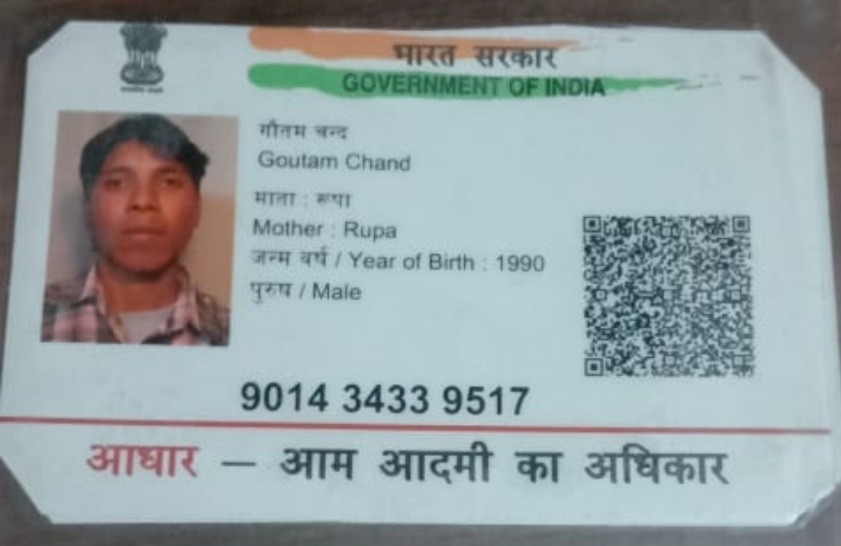 भारत सरकार
GOVERNMENT OF INDIA
गौतम चन्द
Goutam Chand
माता : रूपा
Mother : Rupa
जन्म वर्ष / Year of Birth : 1990
पुरुष / Male
9014 3433 9517
आधार – आम आदमी का अधिकार